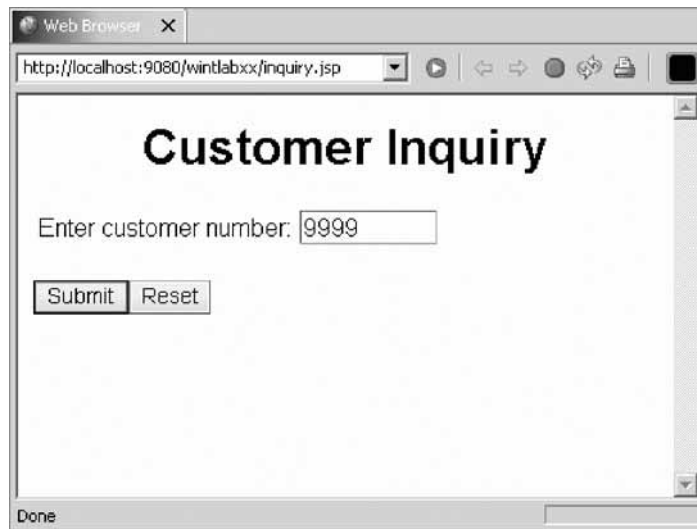 Web Browser
http://localhost:9080/wintlabxx/inquiry.jsp
Customer Inquiry
Enter customer number: 9999
Submit Reset
Done